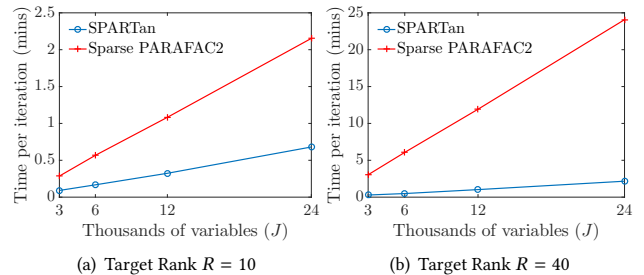 Time per iteration (mins)
2.5
2
1.5
1
0.5
0
SPARTan
Sparse PARAFAC2
3 6 12 24
Thousands of variables (J)
(a) Target Rank R = 10
Time per iteration (mins)
25
20
15
10
5
0
SPARTan
Sparse PARAFAC2
3 6 12 24
Thousands of variables (J)
(b) Target Rank R = 40